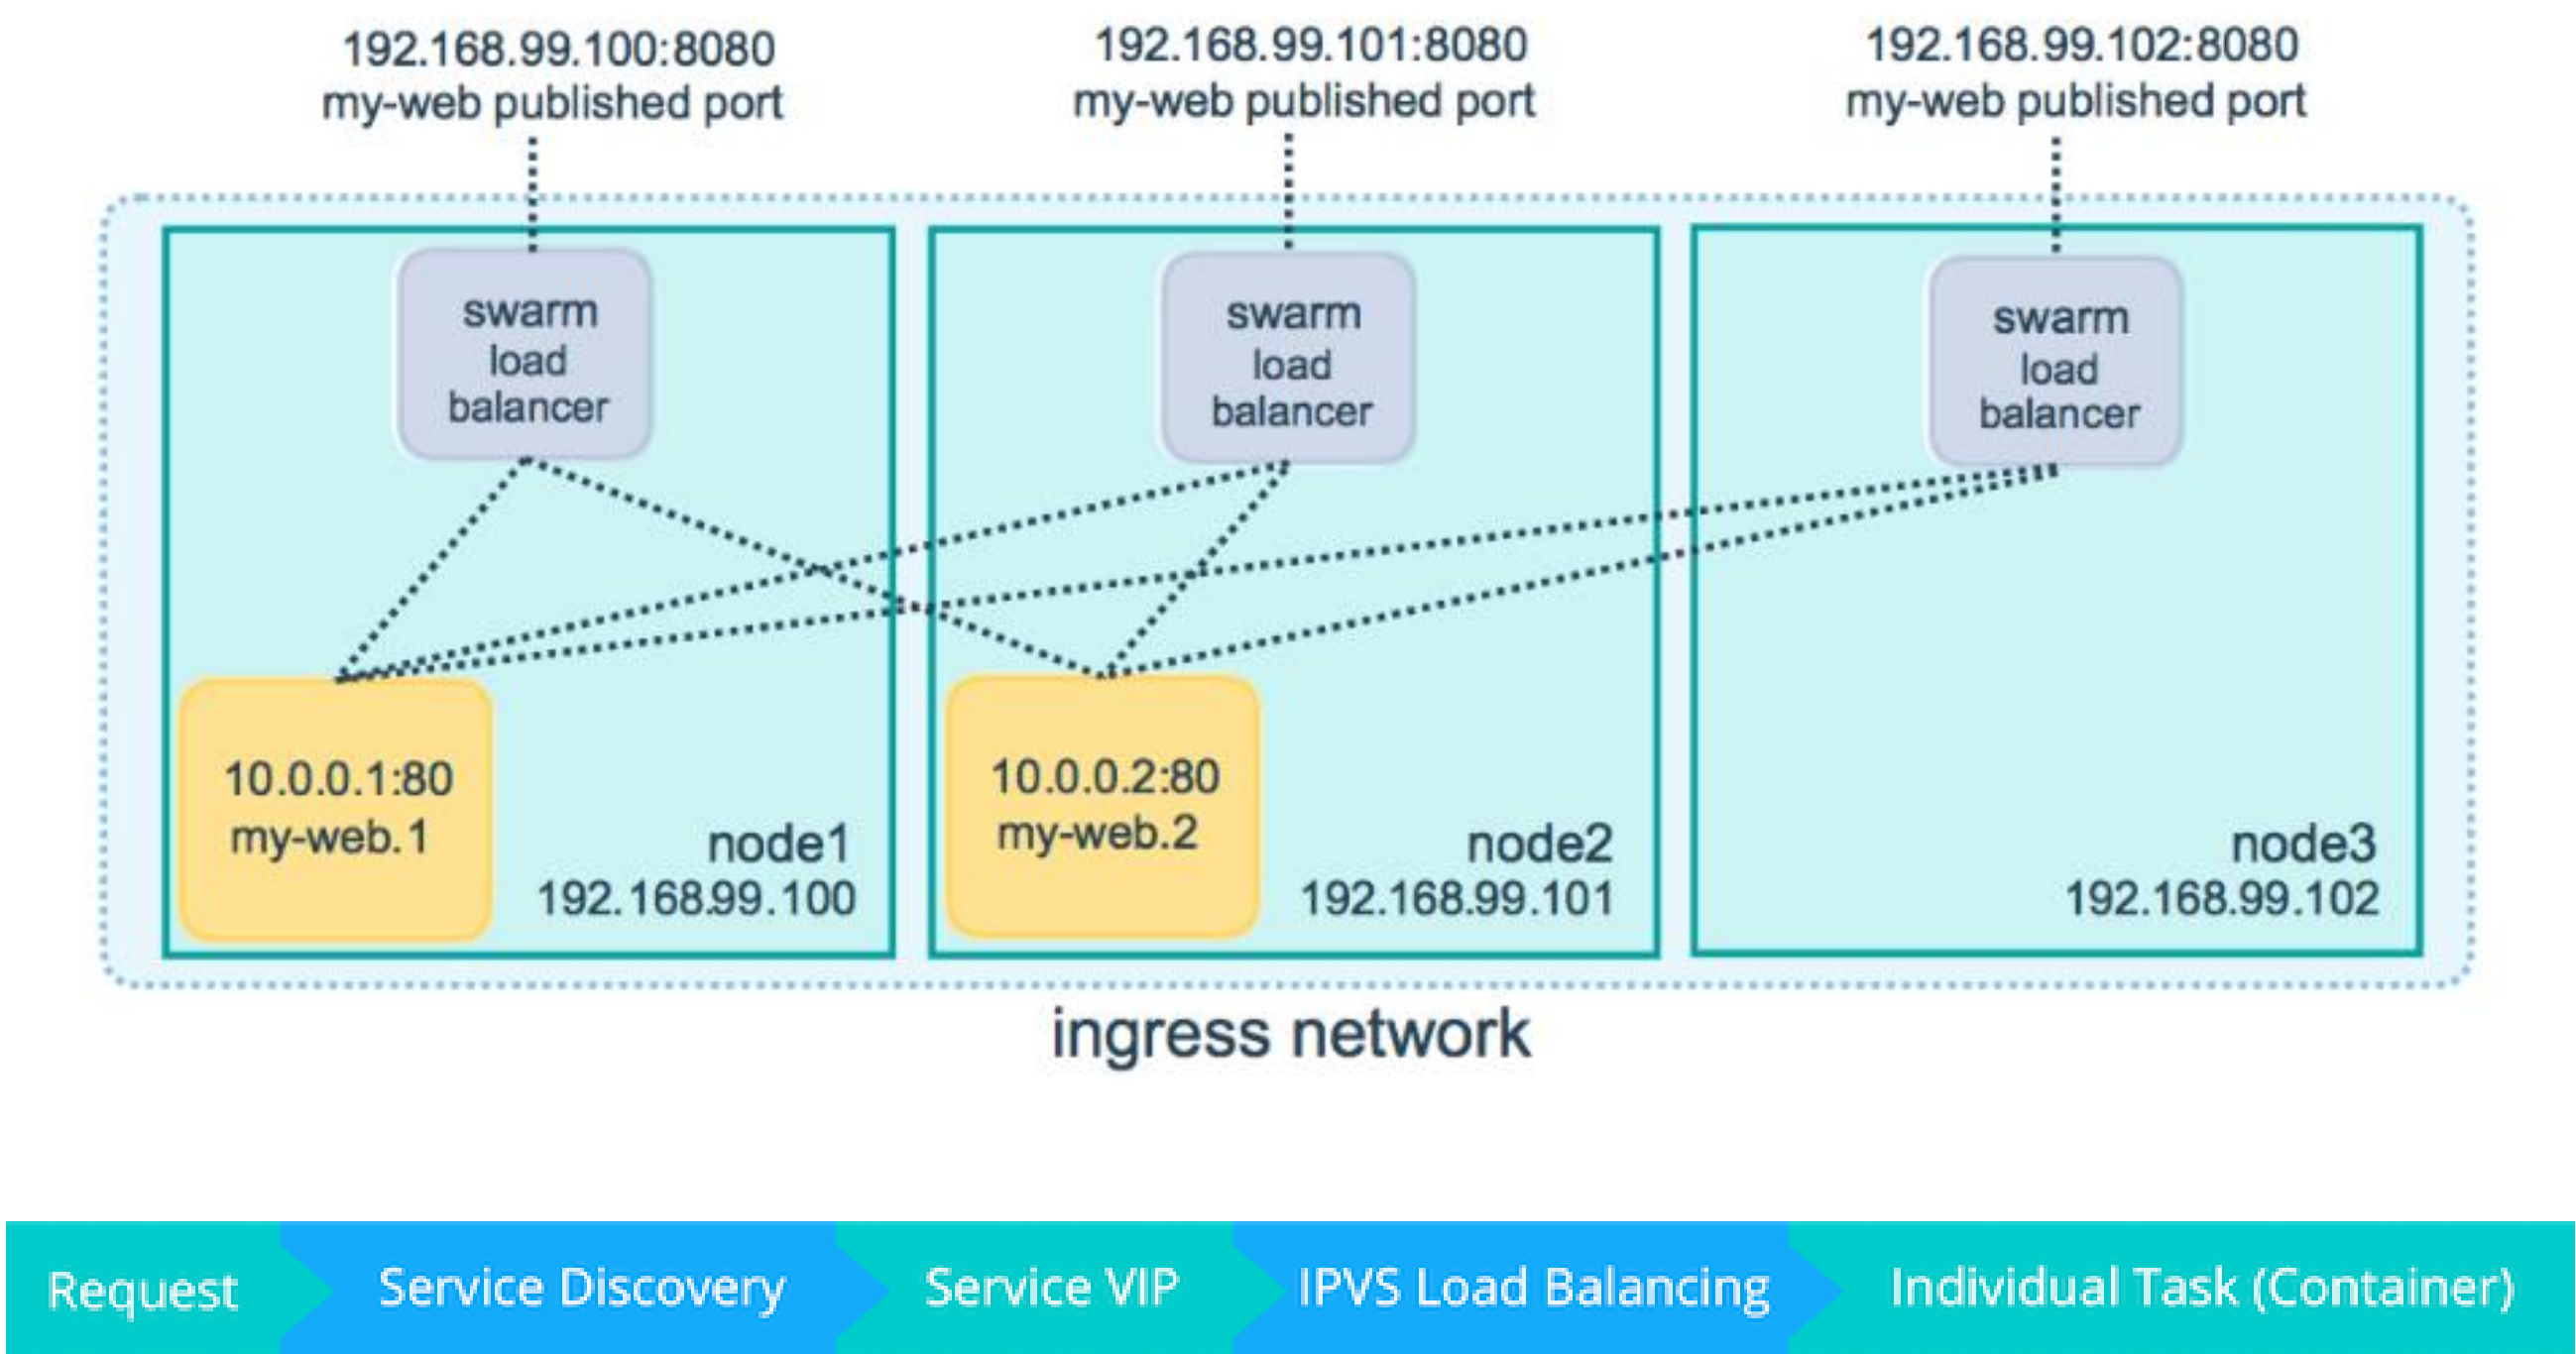 192.168.99.100:8080
my-web published port
192.168.99.101:8080
my-web published port
192.168.99.102:8080
my-web published port
swarm
load
balancer
swarm
load
balancer
swarm
load
balancer
10.0.0.1:80
my-web.1
node1
192.168.99.100
10.0.0.2:80
my-web.2
node2
192.168.99.101
node3
192.168.99.102
ingress network
Request
Service Discovery
Service VIP
IPVS Load Balancing
Individual Task (Container)